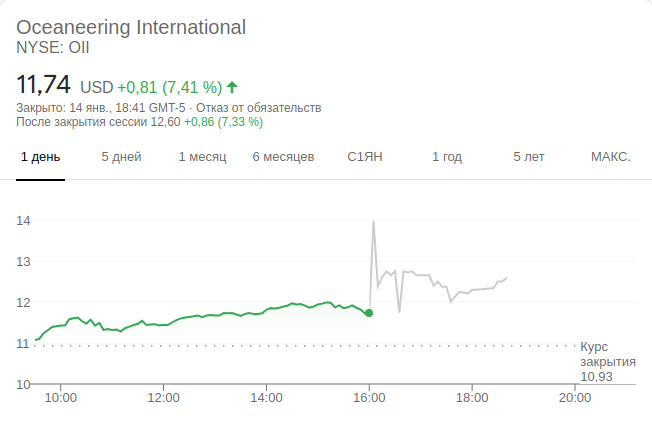 Oceaneering International
NYSE: OII
11,74 USD +0,81 (7,41 %)
Закрыто: 14 янв., 18:41 GMT-5 · Отказ от обязательств
После закрытия сессии 12,60 +0,86 (7,33 %)
1 день 5 дней 1 месяц 6 месяцев С1ЯН 1 год 5 лет МАКС.
14
13
12
11
10
Курс
закрытия
10,93
10:00 12:00 14:00 16:00 18:00 20:00